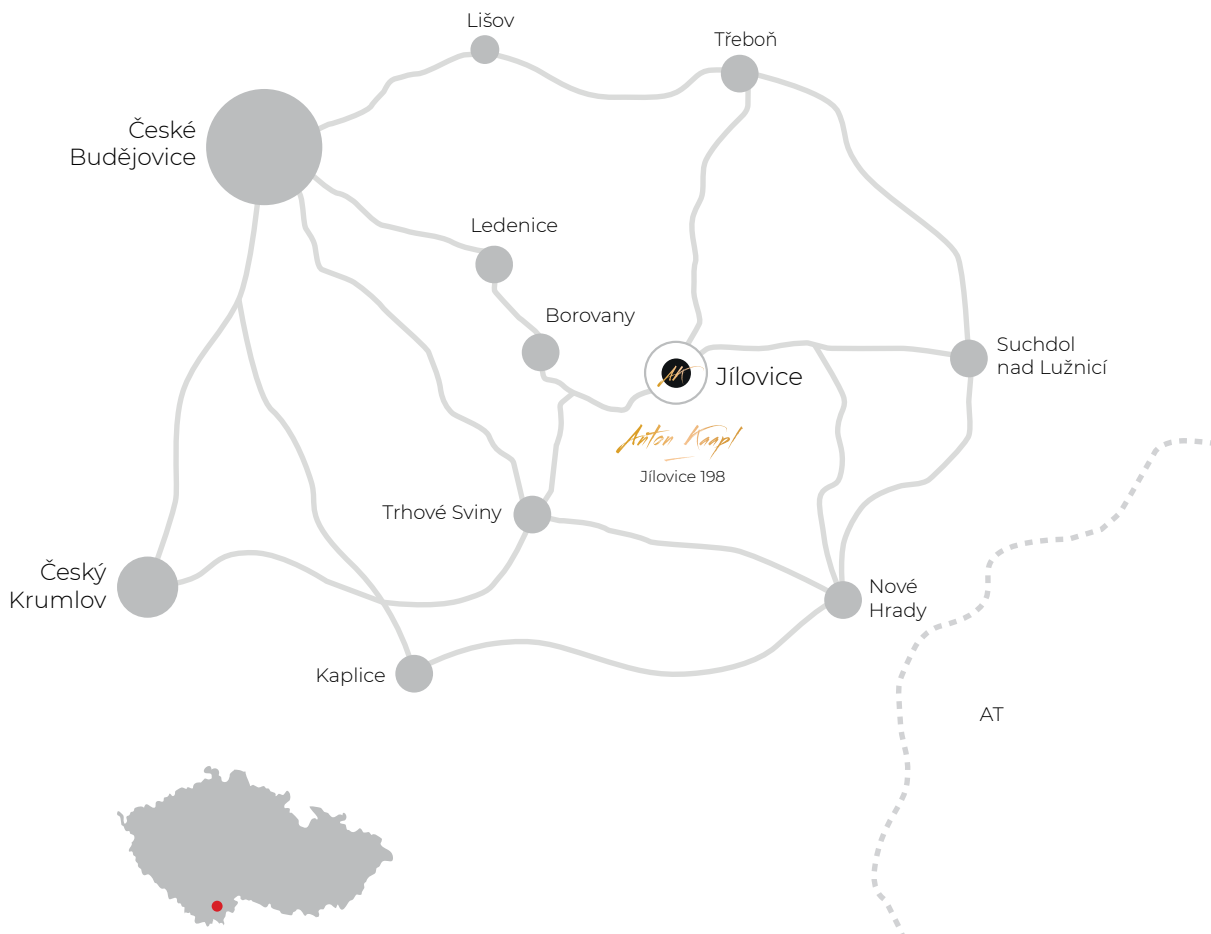 Lišov
Třeboň
České
Budějovice
Ledenice
Borovany
Suchdol
nad Lužnicí
AK
Jílovice
Anton Kaapl
Jílovice 198
Trhové Sviny
Český
Krumlov
Nové
Hrady
Kaplice
AT